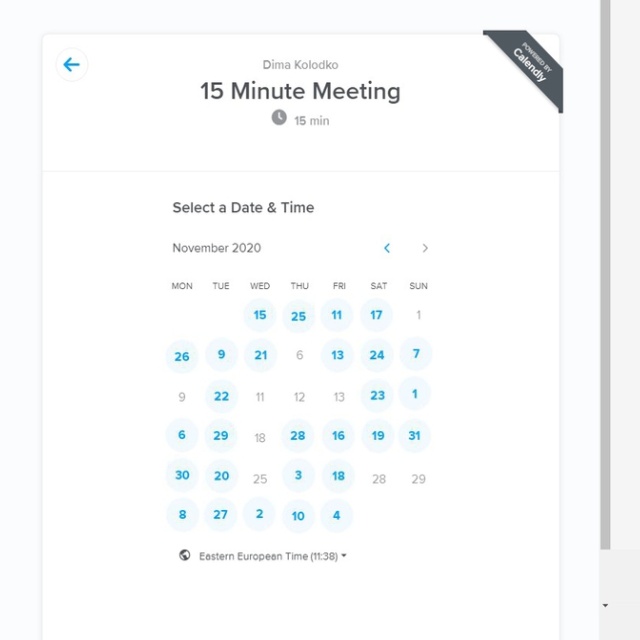 POWERED BY
Calendly
Dima Kolodko
15 Minute Meeting
15 min
Select a Date & Time
November 2020
MON TUE WED THU FRI SAT SUN
15 25 11 17 1
26 9 21 6 13 24 7
9 22 11 12 13 23 1
6 29 18 28 16 19 31
30 20 25 3 18 28 29
8 27 2 10 4
Eastern European Time (11:38)